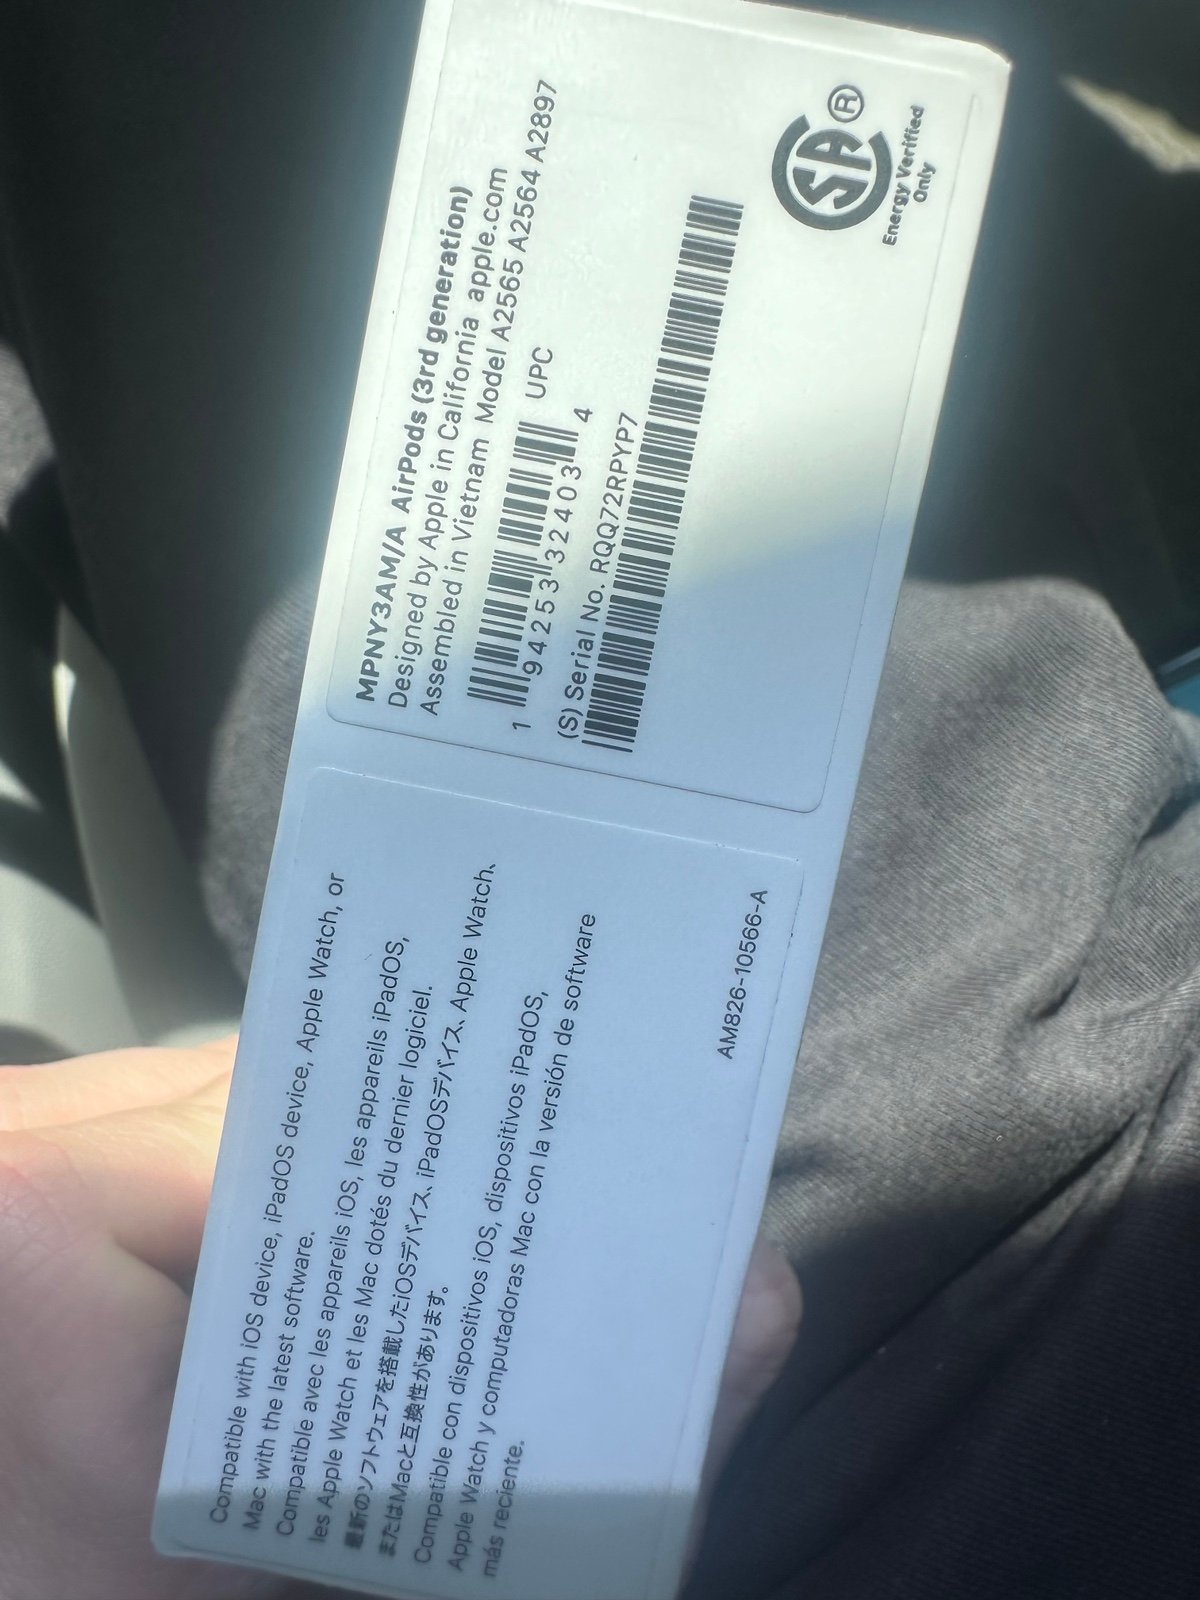 MPNY3AM/A AirPods (3rd generation)
Designed by Apple in California apple.com
Assembled in Vietnam Model A2565 A2564 A2897
UPC
1 94253 32403 4
(S) Serial No. RQQ72RPYP7
SA®
Energy Verified
Only
Compatible with iOS device, iPadOS device, Apple Watch, or
Mac with the latest software.
Compatible avec les appareils iOS, les appareils iPadOS,
les Apple Watch et les Mac dotés du dernier logiciel.
最新のソフトウェアを搭載したiOSデバイス、iPadOSデバイス、Apple Watch、
またはMacと互換性があります。
Compatible con dispositivos iOS, dispositivos iPadOS,
Apple Watch y computadoras Mac con la versión de software
más reciente.
AM826-10566-A